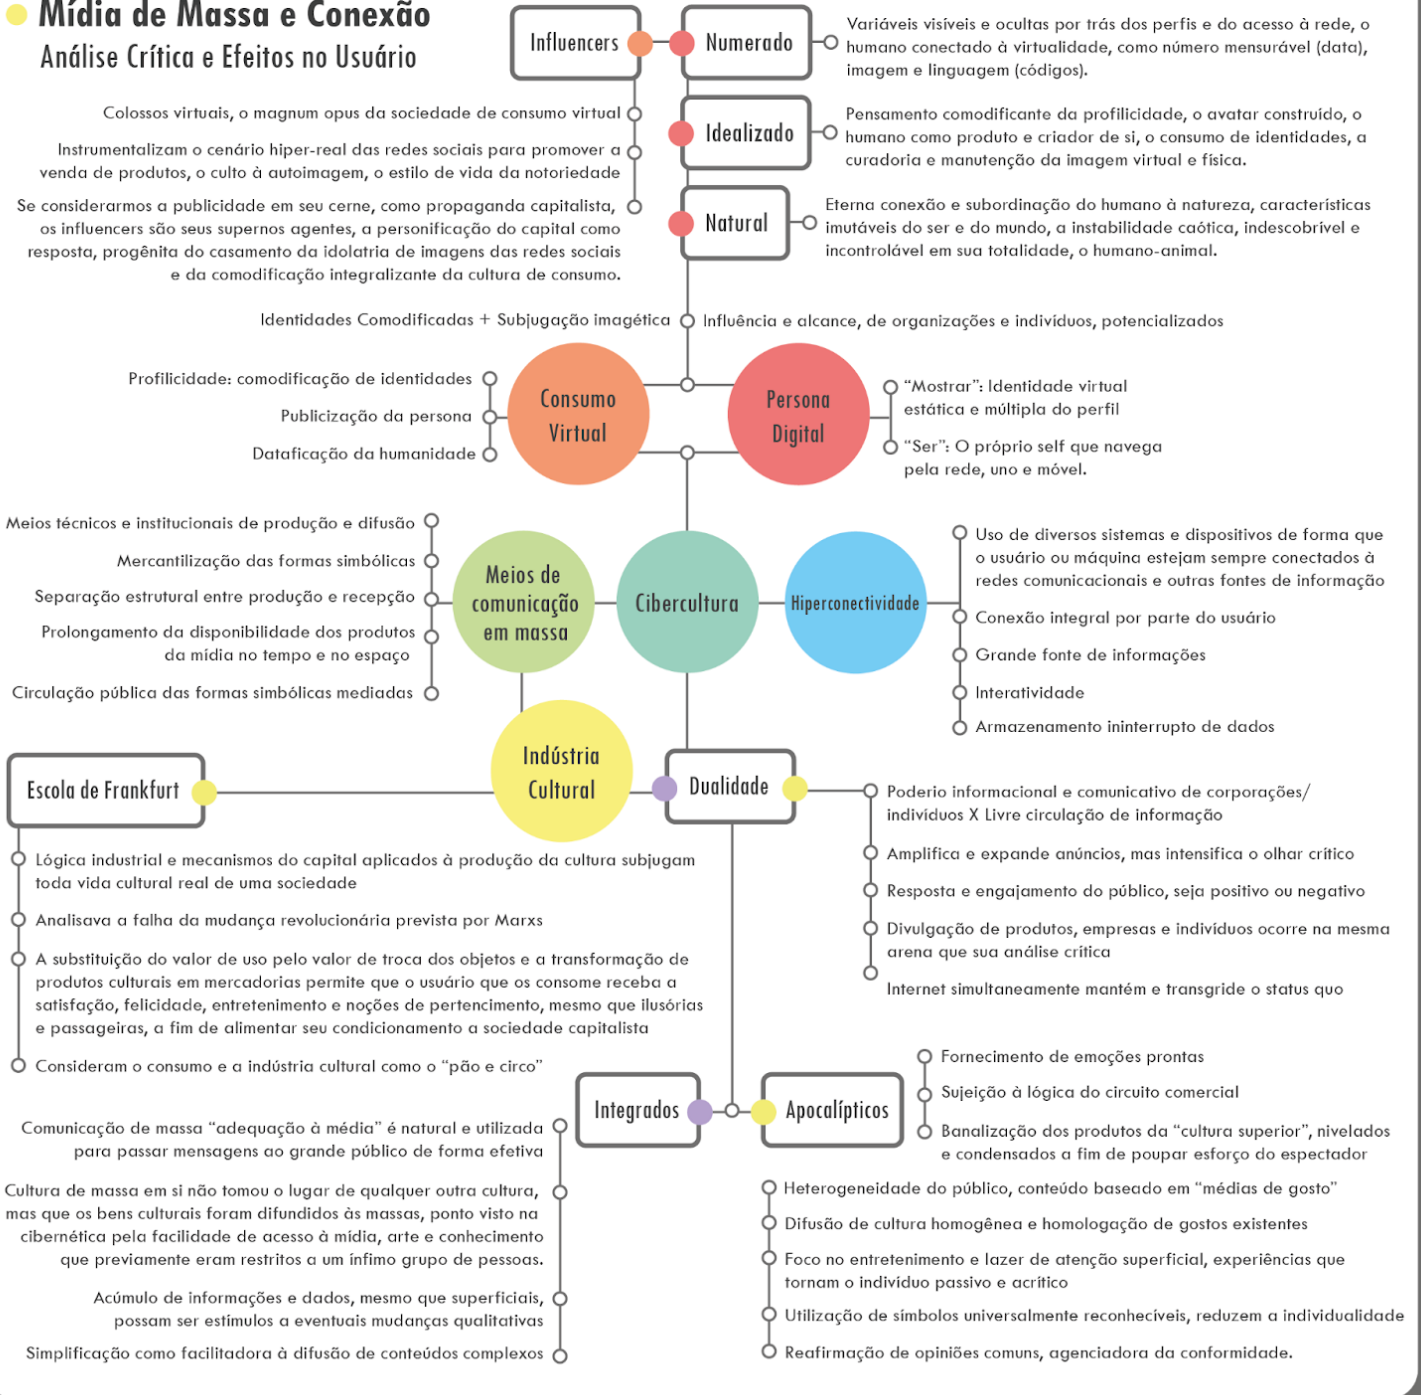 Mídia de Massa e Conexão
Análise Crítica e Efeitos no Usuário
Influencers
Colossos virtuais, o magnum opus da sociedade de consumo virtual
Instrumentalizam o cenário hiper-real das redes sociais para promover a
venda de produtos, o culto à autoimagem, o estilo de vida da notoriedade
Se considerarmos a publicidade em seu cerne, como propaganda capitalista,
os influencers são seus supernos agentes, a personificação do capital como
resposta, progênita do casamento da idolatria de imagens das redes sociais
e da comodificação integralizante da cultura de consumo.
Numerado
Variáveis visíveis e ocultas por trás dos perfis e do acesso à rede, o
humano conectado à virtualidade, como número mensurável (data),
imagem e linguagem (códigos).
Idealizado
Pensamento comodificante da profilicidade, o avatar construído, o
humano como produto e criador de si, o consumo de identidades, a
curadoria e manutenção da imagem virtual e física.
Natural
Eterna conexão e subordinação do humano à natureza, características
imutáveis do ser e do mundo, a instabilidade caótica, indescobrível e
incontrolável em sua totalidade, o humano-animal.
Identidades Comodificadas + Subjugação imagética
Influência e alcance, de organizações e indivíduos, potencializados
Consumo
Virtual
Profilicidade: comodificação de identidades
Publicização da persona
Dataficação da humanidade
Persona
Digital
“Mostrar”: Identidade virtual
estática e múltipla do perfil
“Ser”: O próprio self que navega
pela rede, uno e móvel.
Meios técnicos e institucionais de produção e difusão
Mercantilização das formas simbólicas
Separação estrutural entre produção e recepção
Prolongamento da disponibilidade dos produtos
da mídia no tempo e no espaço
Circulação pública das formas simbólicas mediadas
Meios de
comunicação
em massa
Cibercultura
Hiperconectividade
Uso de diversos sistemas e dispositivos de forma que
o usuário ou máquina estejam sempre conectados à
redes comunicacionais e outras fontes de informação
Conexão integral por parte do usuário
Grande fonte de informações
Interatividade
Armazenamento ininterrupto de dados
Indústria
Cultural
Escola de Frankfurt
Lógica industrial e mecanismos do capital aplicados à produção da cultura subjugam
toda vida cultural real de uma sociedade
Analisava a falha da mudança revolucionária prevista por Marxs
A substituição do valor de uso pelo valor de troca dos objetos e a transformação de
produtos culturais em mercadorias permite que o usuário que os consome receba a
satisfação, felicidade, entretenimento e noções de pertencimento, mesmo que ilusórias
e passageiras, a fim de alimentar seu condicionamento a sociedade capitalista
Consideram o consumo e a indústria cultural como o “pão e circo”
Dualidade
Poderio informacional e comunicativo de corporações/
indivíduos X Livre circulação de informação
Amplifica e expande anúncios, mas intensifica o olhar crítico
Resposta e engajamento do público, seja positivo ou negativo
Divulgação de produtos, empresas e indivíduos ocorre na mesma
arena que sua análise crítica
Internet simultaneamente mantém e transgride o status quo
Integrados
Comunicação de massa “adequação à média” é natural e utilizada
para passar mensagens ao grande público de forma efetiva
Cultura de massa em si não tomou o lugar de qualquer outra cultura,
mas que os bens culturais foram difundidos às massas, ponto visto na
cibernética pela facilidade de acesso à mídia, arte e conhecimento
que previamente eram restritos a um ínfimo grupo de pessoas.
Acúmulo de informações e dados, mesmo que superficiais,
possam ser estímulos a eventuais mudanças qualitativas
Simplificação como facilitadora à difusão de conteúdos complexos
Apocalípticos
Fornecimento de emoções prontas
Sujeição à lógica do circuito comercial
Banalização dos produtos da “cultura superior”, nivelados
e condensados a fim de poupar esforço do espectador
Heterogeneidade do público, conteúdo baseado em “médias de gosto”
Difusão de cultura homogênea e homologação de gostos existentes
Foco no entretenimento e lazer de atenção superficial, experiências que
tornam o indivíduo passivo e acrítico
Utilização de símbolos universalmente reconhecíveis, reduzem a individualidade
Reafirmação de opiniões comuns, agenciadora da conformidade.